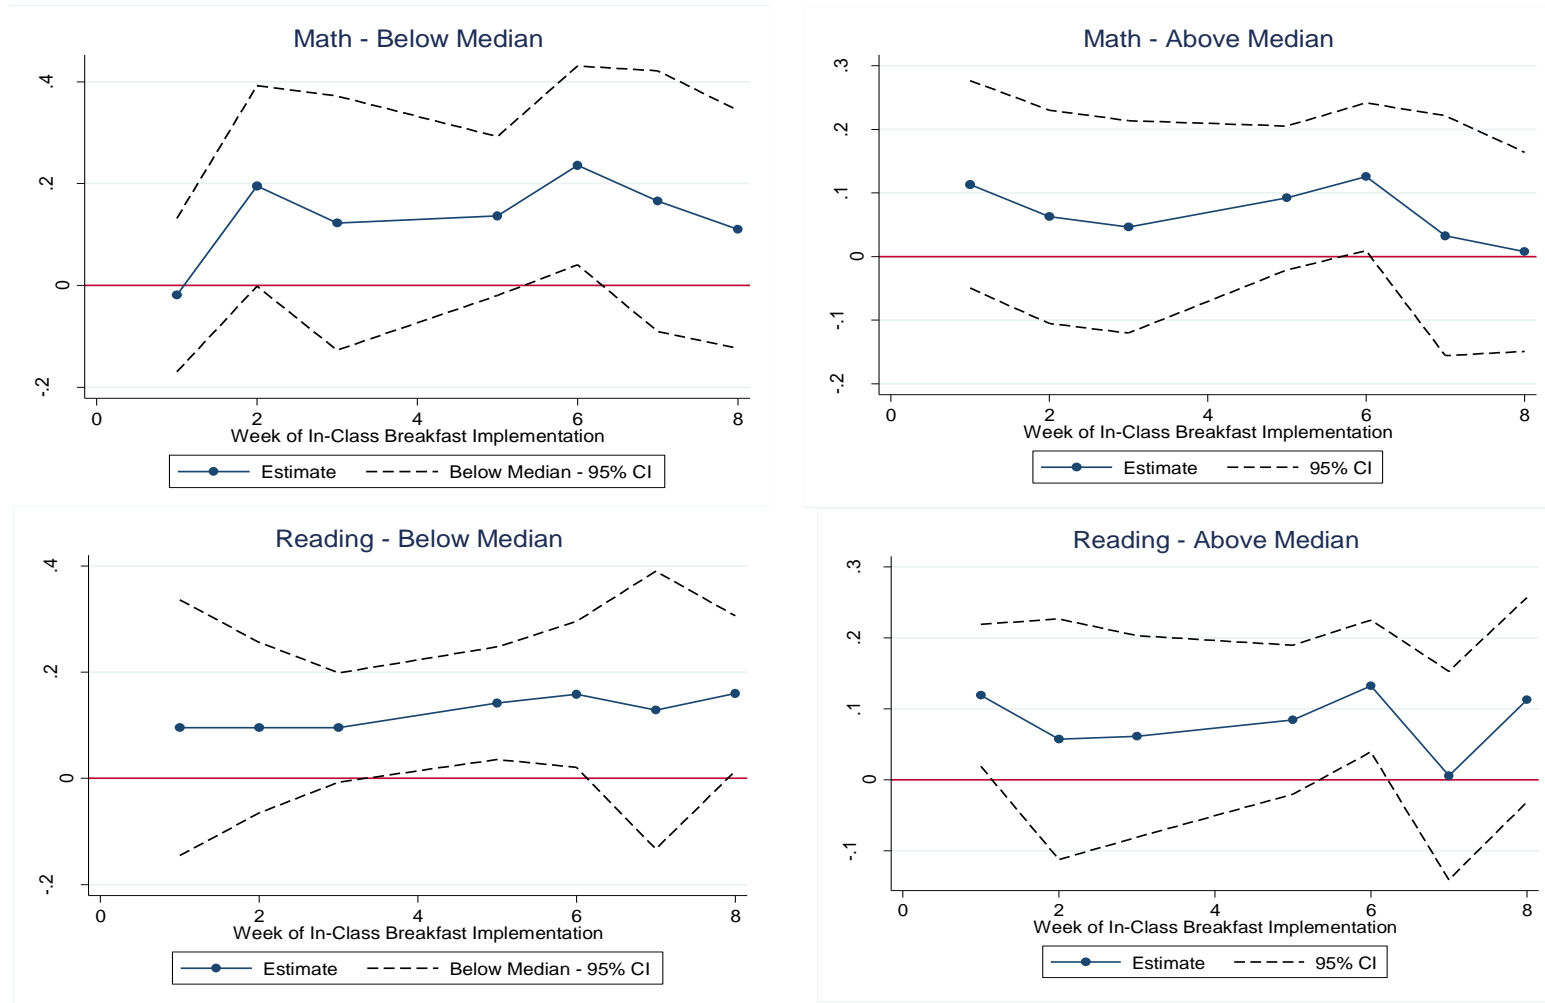 Math - Below Median
.4
.2
0
-.2
0 2 4 6 8
Week of In-Class Breakfast Implementation
Estimate Below Median - 95% CI
Math - Above Median
.3
.2
.1
0
-.1
-.2
0 2 4 6 8
Week of In-Class Breakfast Implementation
Estimate 95% CI
Reading - Below Median
.4
.2
0
-.2
0 2 4 6 8
Week of In-Class Breakfast Implementation
Estimate Below Median - 95% CI
Reading - Above Median
.3
.2
.1
0
-.1
0 2 4 6 8
Week of In-Class Breakfast Implementation
Estimate 95% CI